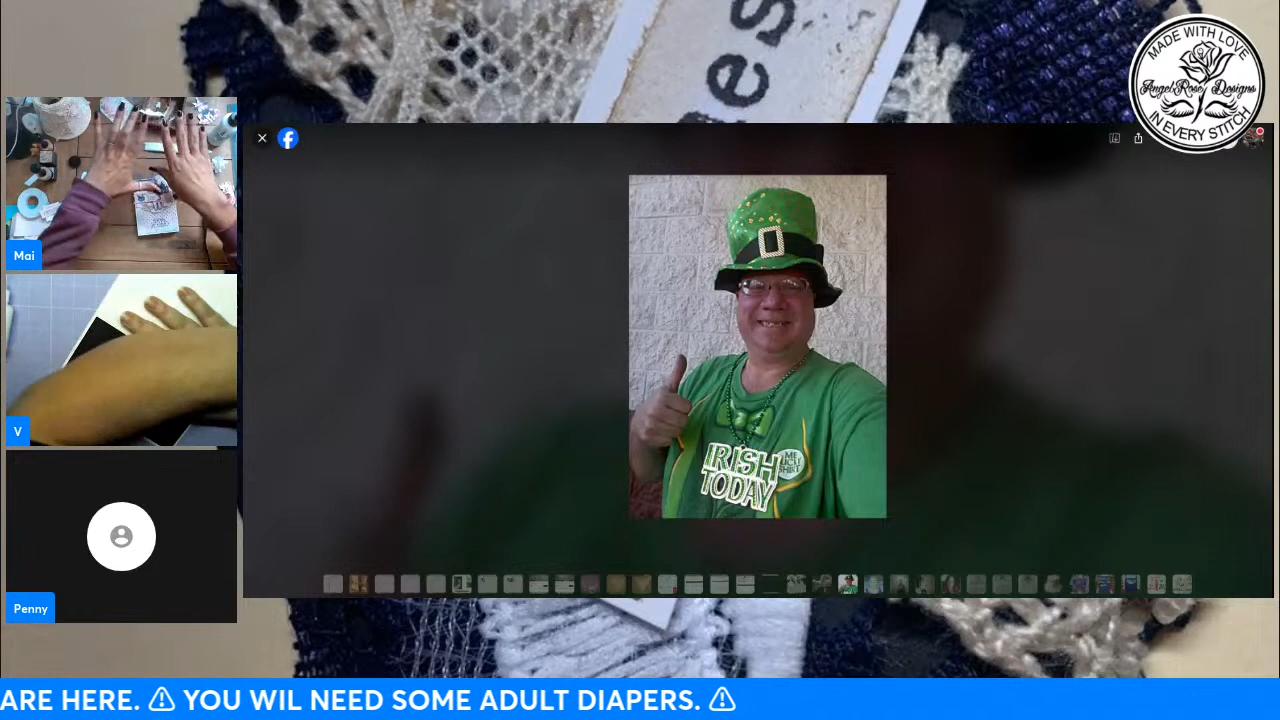 MADE WITH LOVE
AngelRose Designs
IN EVERY STITCH
nes
Mai
V
Penny
IRISH
TODAY
ARE HERE. ⚠ YOU WIL NEED SOME ADULT DIAPERS. ⚠